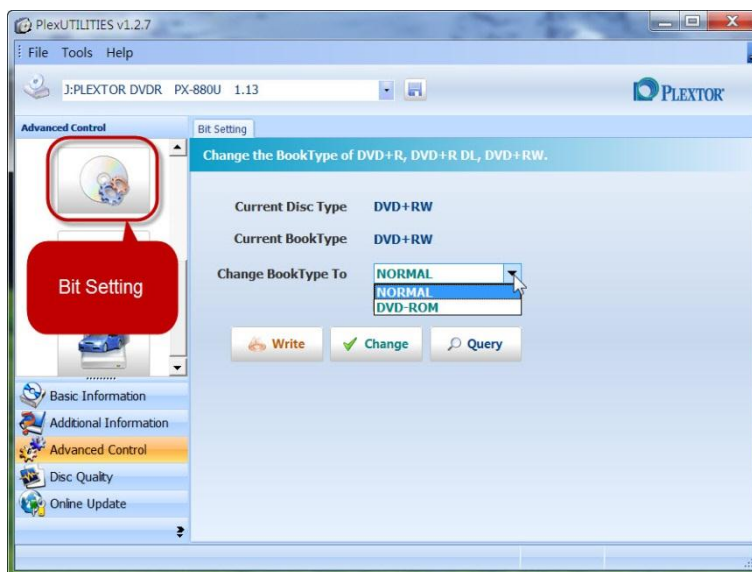 PlexUTILITIES v1.2.7
File Tools Help
J:PLEXTOR DVDR PX-880U 1.13
PLEXTOR
Advanced Control
Bit Setting
Change the BookType of DVD+R, DVD+R DL, DVD+RW.
Current Disc Type DVD+RW
Current BookType DVD+RW
Change BookType To NORMAL
NORMAL
DVD-ROM
Bit Setting
Write Change Query
Basic Information
Additional Information
Advanced Control
Disc Quality
Online Update